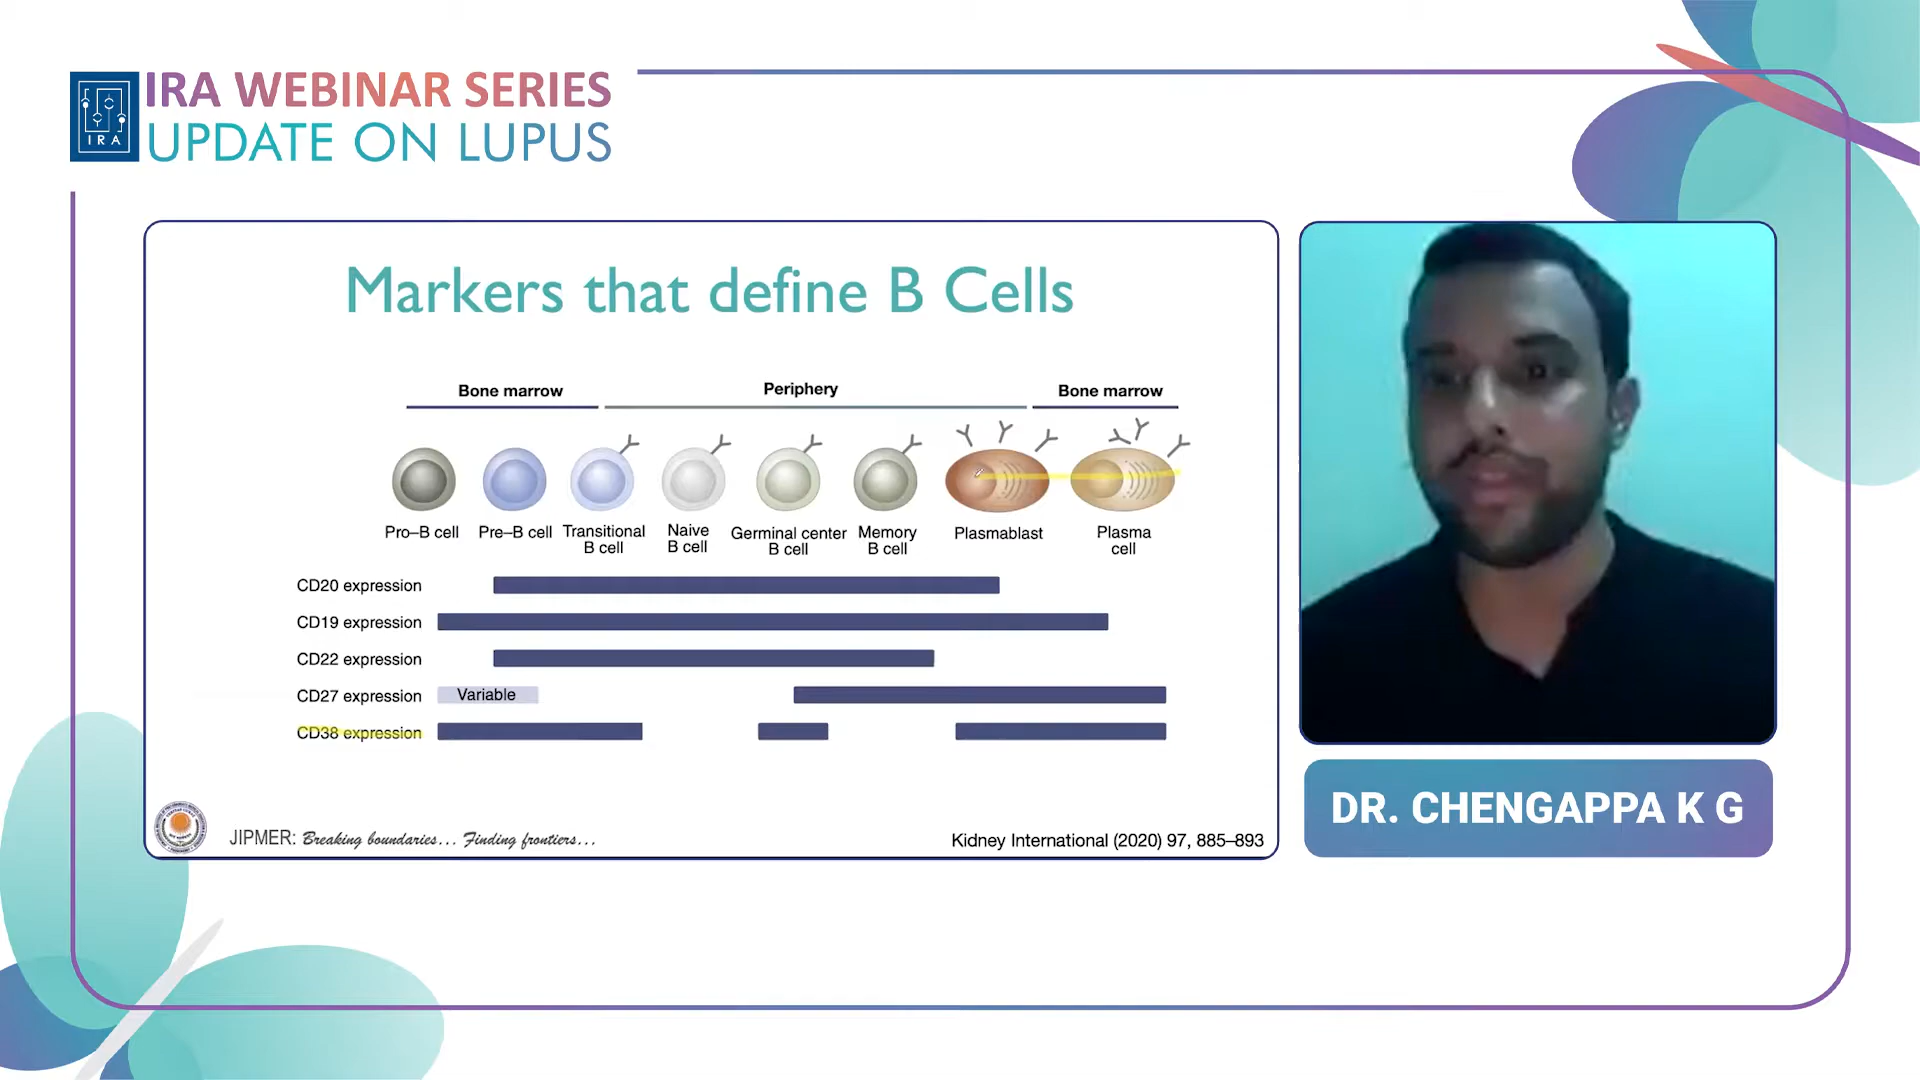 IRA WEBINAR SERIES
UPDATE ON LUPUS
IRA
Markers that define B Cells
Bone marrow
Periphery
Bone marrow
Pro–B cell
Pre–B cell
Transitional
B cell
Naive
B cell
Germinal center
B cell
Memory
B cell
Plasmablast
Plasma
cell
CD20 expression
CD19 expression
CD22 expression
CD27 expression
Variable
CD38 expression
JIPMER: Breaking boundaries... Finding frontiers...
Kidney International (2020) 97, 885–893
DR. CHENGAPPA K G